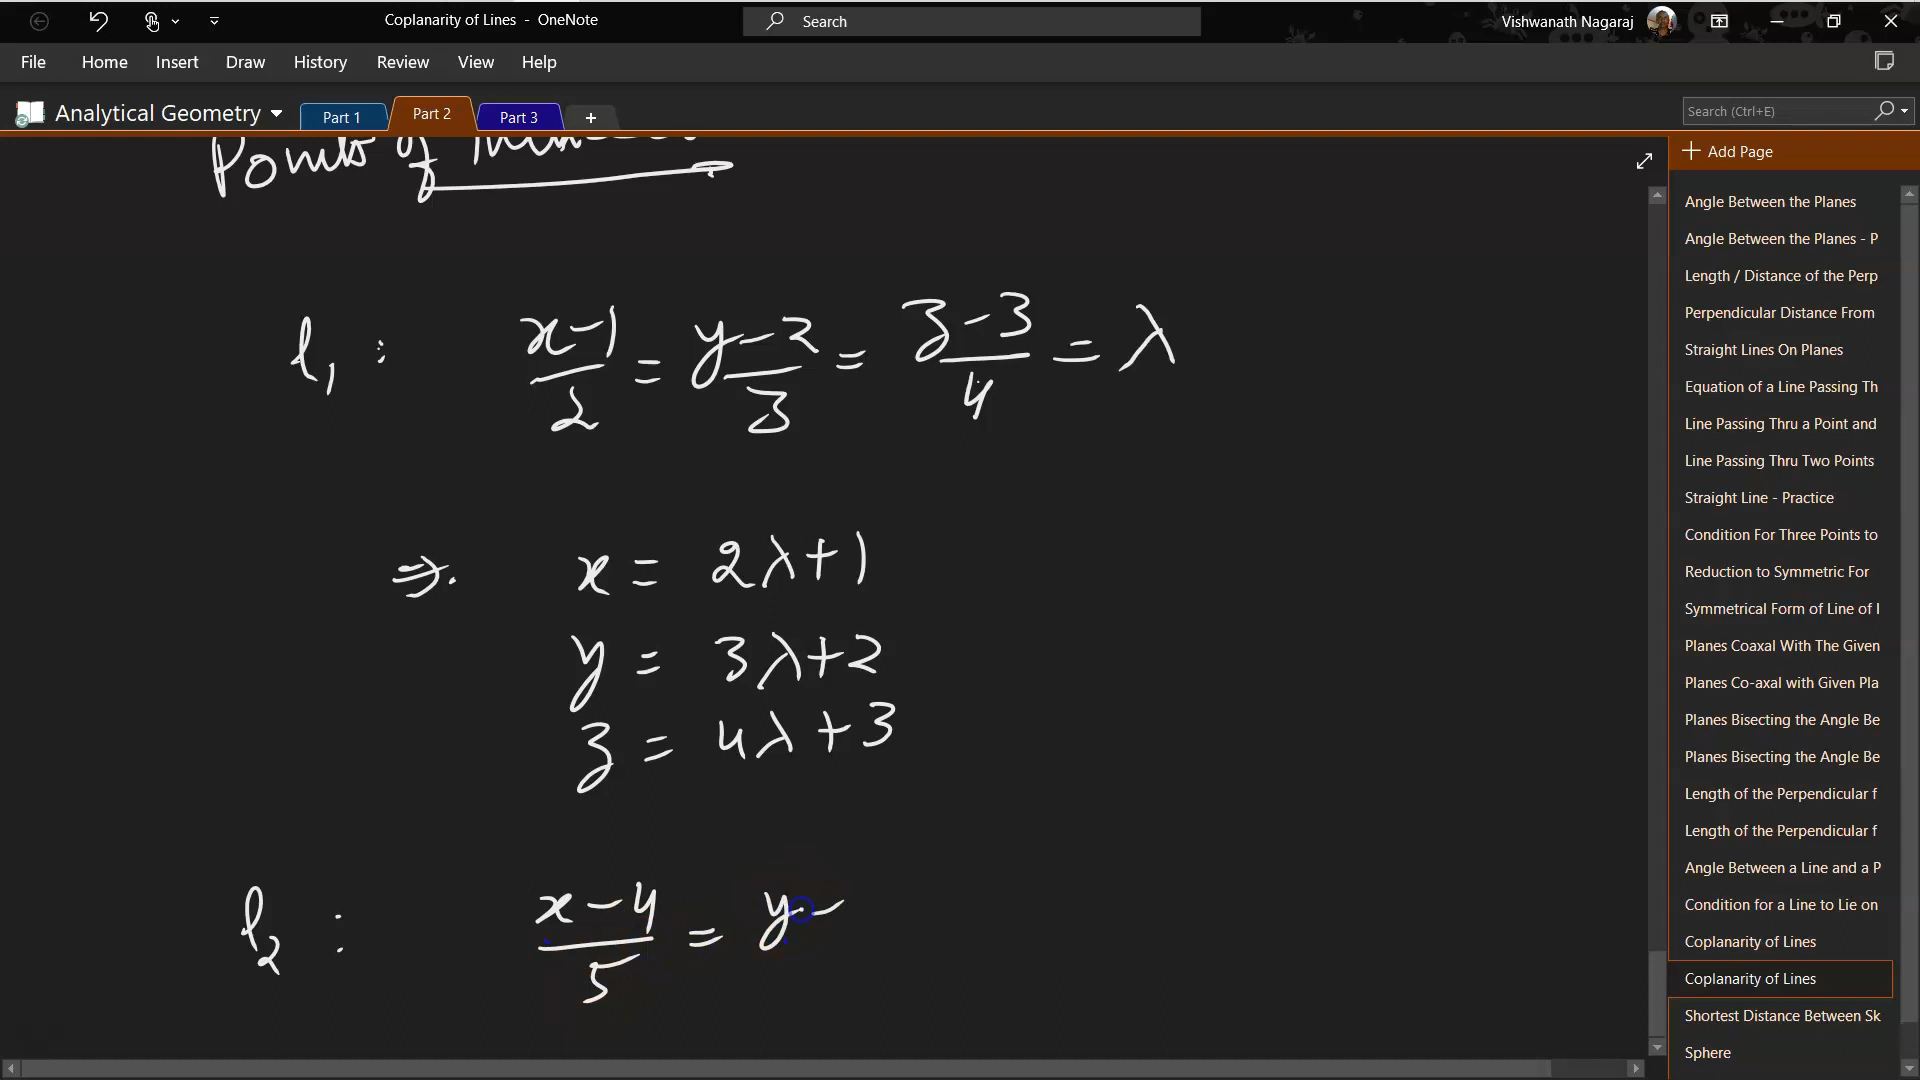 Coplanarity of Lines - OneNote
Search
Vishwanath Nagaraj
File Home Insert Draw History Review View Help
Analytical Geometry
Part 1
Part 2
Part 3
+
Search (Ctrl+E)
Points of
l₁ : x-1/2 = y-2/3 = z-3/4 = λ
⇒. x = 2λ+1
y = 3λ+2
z = 4λ+3
l₂ : x-4/5 = y-
Add Page
Angle Between the Planes
Angle Between the Planes - P
Length / Distance of the Perp
Perpendicular Distance From
Straight Lines On Planes
Equation of a Line Passing Th
Line Passing Thru a Point and
Line Passing Thru Two Points
Straight Line - Practice
Condition For Three Points to
Reduction to Symmetric For
Symmetrical Form of Line of I
Planes Coaxal With The Given
Planes Co-axal with Given Pla
Planes Bisecting the Angle Be
Planes Bisecting the Angle Be
Length of the Perpendicular f
Length of the Perpendicular f
Angle Between a Line and a P
Condition for a Line to Lie on
Coplanarity of Lines
Coplanarity of Lines
Shortest Distance Between Sk
Sphere